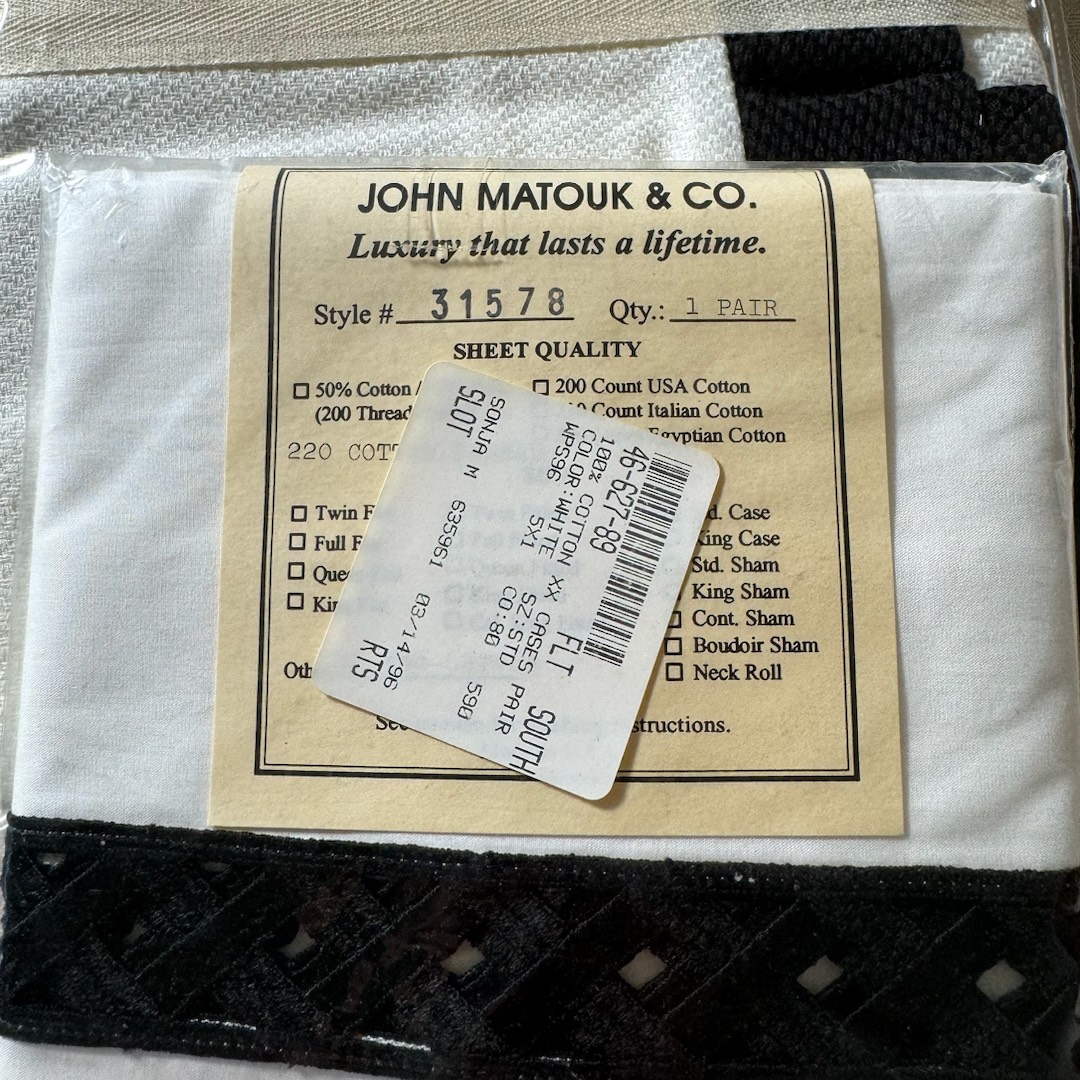 JOHN MATOUK & CO.
Luxury that lasts a lifetime.
Style # 31578 Qty.: 1 PAIR
SHEET QUALITY
50% Cotton
200 Count USA Cotton
(200 Thread
Count Italian Cotton
Egyptian Cotton
220 COTT
Twin F
Case
Full F
King Case
Que
Std. Sham
Kin
King Sham
Cont. Sham
Boudoir Sham
Oth
Neck Roll
structions.
46-627-89 FLT SOUTH
100% COTTON XX CASES PAIR
COLOR:WHITE SZ:STD
WPS96 5X1 CO:80 590
SONJA M 635961 03/14/96
SLOT RTS